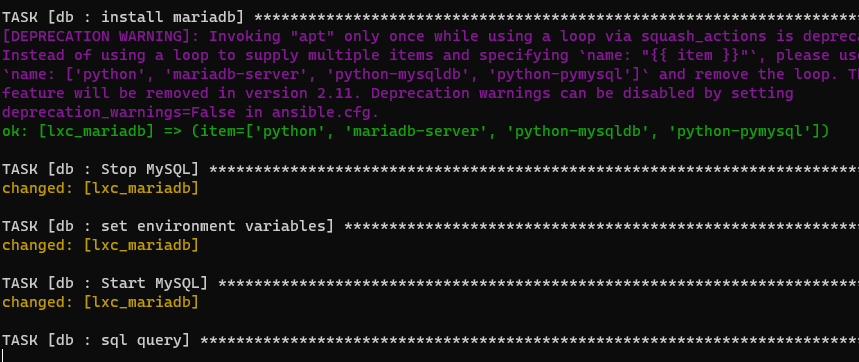 TASK [db : install mariadb] *******************************************************************
[DEPRECATION WARNING]: Invoking "apt" only once while using a loop via squash_actions is depreca
Instead of using a loop to supply multiple items and specifying `name: "{{ item }}"`, please use
`name: ['python', 'mariadb-server', 'python-mysqldb', 'python-pymysql']` and remove the loop. Th
feature will be removed in version 2.11. Deprecation warnings can be disabled by setting
deprecation_warnings=False in ansible.cfg.
ok: [lxc_mariadb] => (item=['python', 'mariadb-server', 'python-mysqldb', 'python-pymysql'])
TASK [db : Stop MySQL] ************************************************************************
changed: [lxc_mariadb]
TASK [db : set environment variables] *********************************************************
changed: [lxc_mariadb]
TASK [db : Start MySQL] ***********************************************************************
changed: [lxc_mariadb]
TASK [db : sql query] *************************************************************************